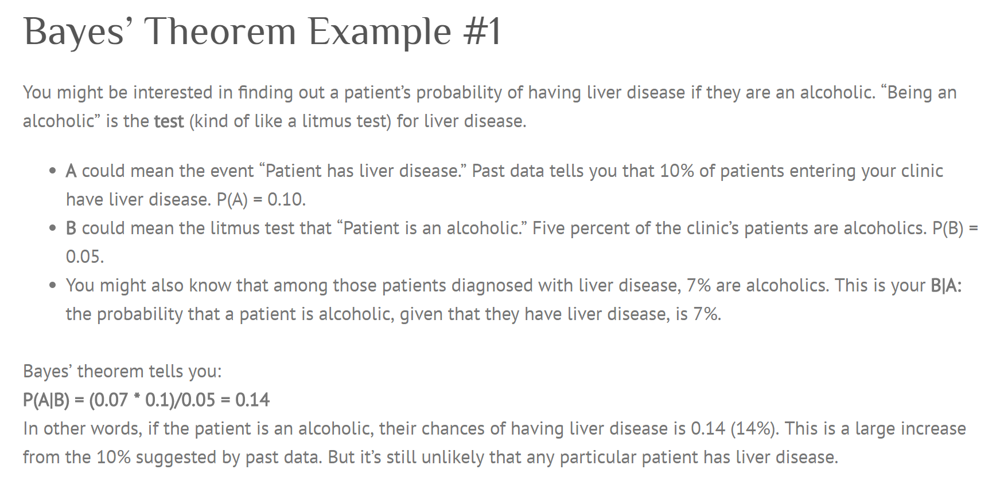 Bayes’ Theorem Example #1
You might be interested in finding out a patient’s probability of having liver disease if they are an alcoholic. “Being an
alcoholic” is the test (kind of like a litmus test) for liver disease.
• A could mean the event “Patient has liver disease.” Past data tells you that 10% of patients entering your clinic
have liver disease. P(A) = 0.10.
• B could mean the litmus test that “Patient is an alcoholic.” Five percent of the clinic’s patients are alcoholics. P(B) =
0.05.
• You might also know that among those patients diagnosed with liver disease, 7% are alcoholics. This is your B|A:
the probability that a patient is alcoholic, given that they have liver disease, is 7%.
Bayes’ theorem tells you:
P(A|B) = (0.07 * 0.1)/0.05 = 0.14
In other words, if the patient is an alcoholic, their chances of having liver disease is 0.14 (14%). This is a large increase
from the 10% suggested by past data. But it’s still unlikely that any particular patient has liver disease.